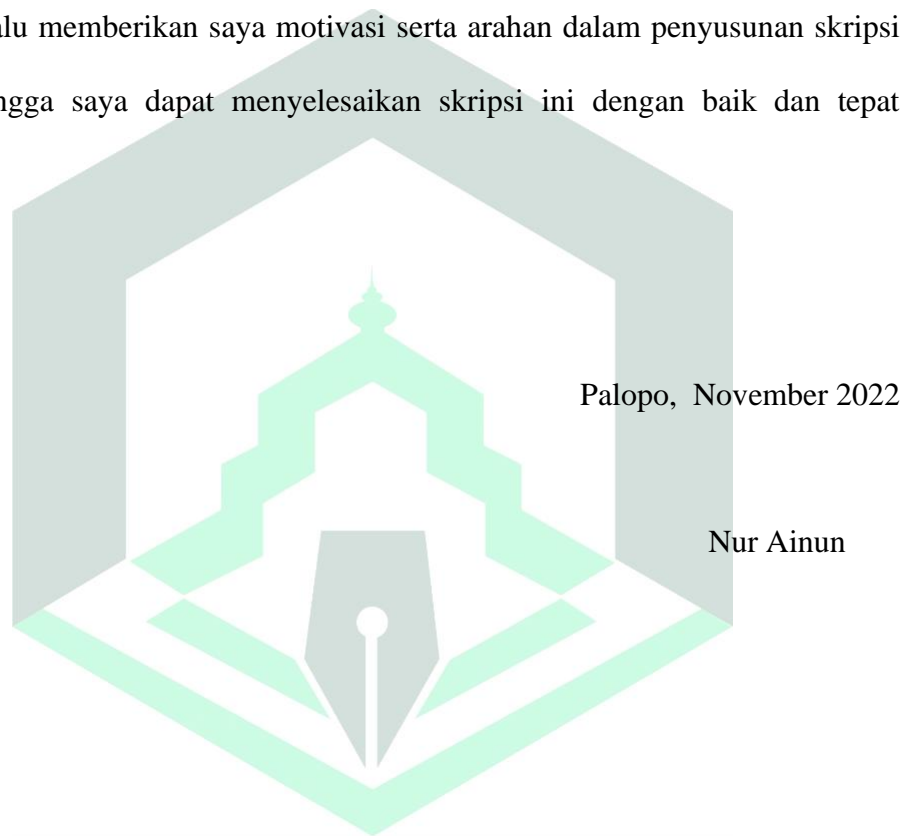 alu memberikan saya motivasi serta arahan dalam penyusunan skripsi
ngga saya dapat menyelesaikan skripsi ini dengan baik dan tepat
Palopo, November 2022
Nur Ainun